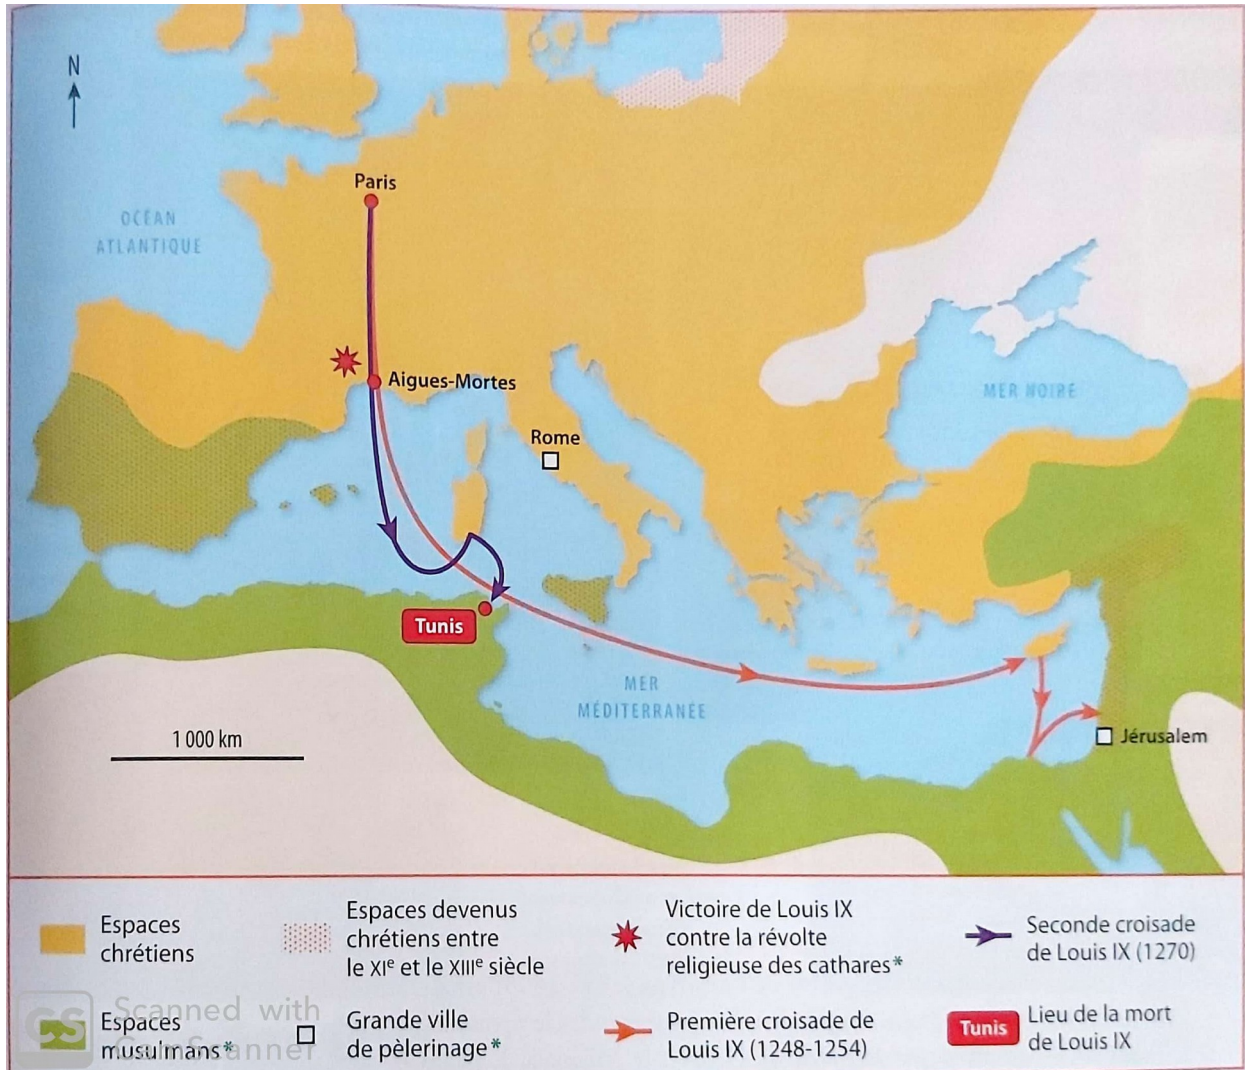 N
Paris
OCÉAN
ATLANTIQUE
Aigues-Mortes
MER NOIRE
Rome
Tunis
MER
MÉDITERRANÉE
1 000 km
Jérusalem
Espaces
chrétiens
Espaces devenus
chrétiens entre
le XIe et le XIIIe siècle
Victoire de Louis IX
contre la révolte
religieuse des cathares*
Seconde croisade
de Louis IX (1270)
CS Scanned with
CamScanner
Espaces
musulmans*
Grande ville
de pèlerinage*
Première croisade de
Louis IX (1248-1254)
Tunis
Lieu de la mort
de Louis IX